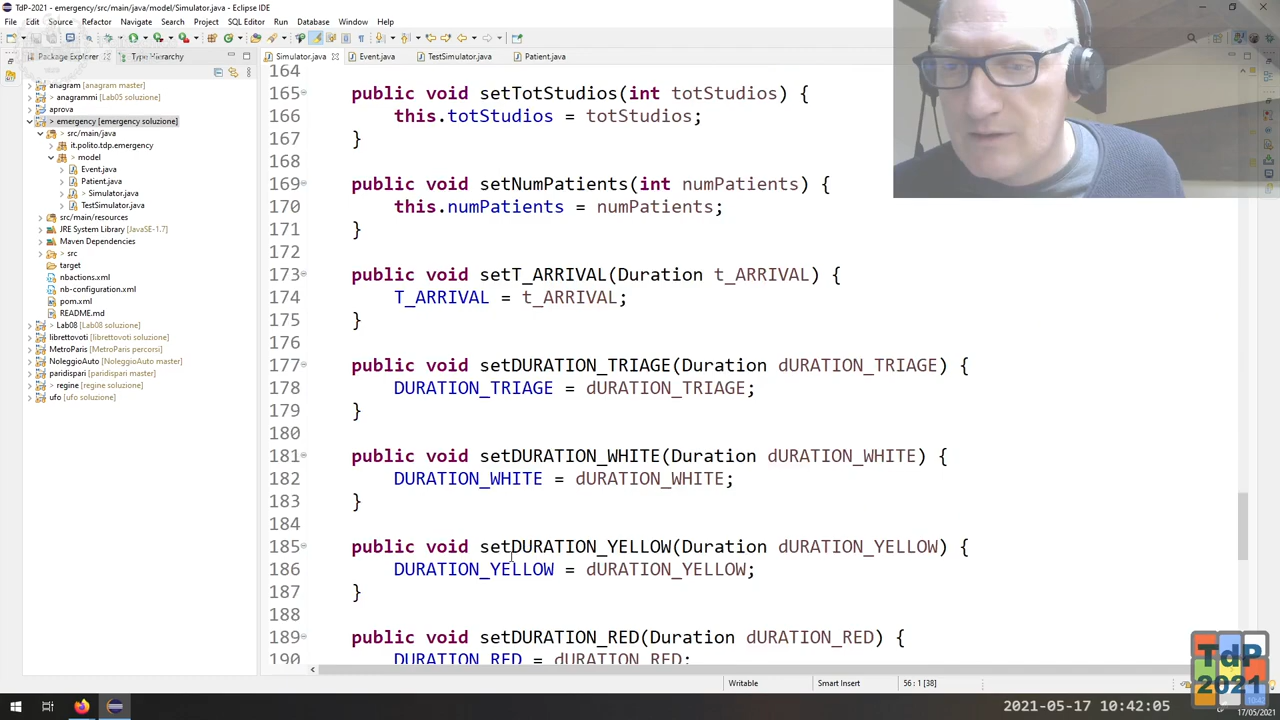 TdP-2021 - emergency/src/main/java/model/Simulator.java - Eclipse IDE
File Edit Source Refactor Navigate Search Project SQL Editor Run Database Window Help
Package Explorer Type Hierarchy
Simulator.java Event.java TestSimulator.java Patient.java
anagram [anagram master]
> anagrammi [Lab05 soluzione]
aprova
> emergency [emergency soluzione]
> src/main/java
> it.polito.tdp.emergency
> model
Event.java
Patient.java
> Simulator.java
TestSimulator.java
src/main/resources
JRE System Library [JavaSE-1.7]
Maven Dependencies
> src
target
nbactions.xml
nb-configuration.xml
pom.xml
README.md
> Lab08 [Lab08 soluzione]
librettovoti [librettovoti soluzione]
MetroParis [MetroParis percorsi]
NoleggioAuto [NoleggioAuto master]
paridispari [paridispari master]
> regine [regine soluzione]
ufo [ufo soluzione]
164
165 public void setTotStudios(int totStudios) {
166 this.totStudios = totStudios;
167 }
168
169 public void setNumPatients(int numPatients) {
170 this.numPatients = numPatients;
171 }
172
173 public void setT_ARRIVAL(Duration t_ARRIVAL) {
174 T_ARRIVAL = t_ARRIVAL;
175 }
176
177 public void setDURATION_TRIAGE(Duration dURATION_TRIAGE) {
178 DURATION_TRIAGE = dURATION_TRIAGE;
179 }
180
181 public void setDURATION_WHITE(Duration dURATION_WHITE) {
182 DURATION_WHITE = dURATION_WHITE;
183 }
184
185 public void setDURATION_YELLOW(Duration dURATION_YELLOW) {
186 DURATION_YELLOW = dURATION_YELLOW;
187 }
188
189 public void setDURATION_RED(Duration dURATION_RED) {
190 DURATION_RED = dURATION_RED;
Writable Smart Insert 56 : 1 [38]
TdP
2021
2021-05-17 10:42:05
10:42
17/05/2021